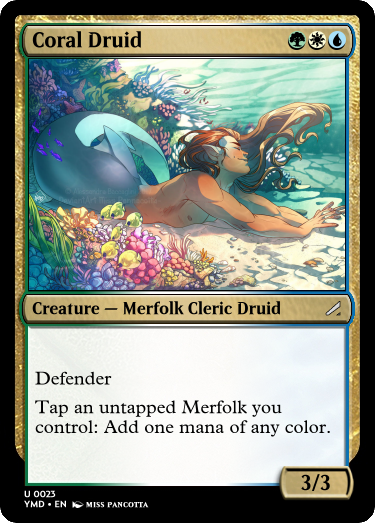 Coral Druid
Creature — Merfolk Cleric Druid
Defender
Tap an untapped Merfolk you
control: Add one mana of any color.
3/3
U 0023
YMD • EN MISS PANCOTTA